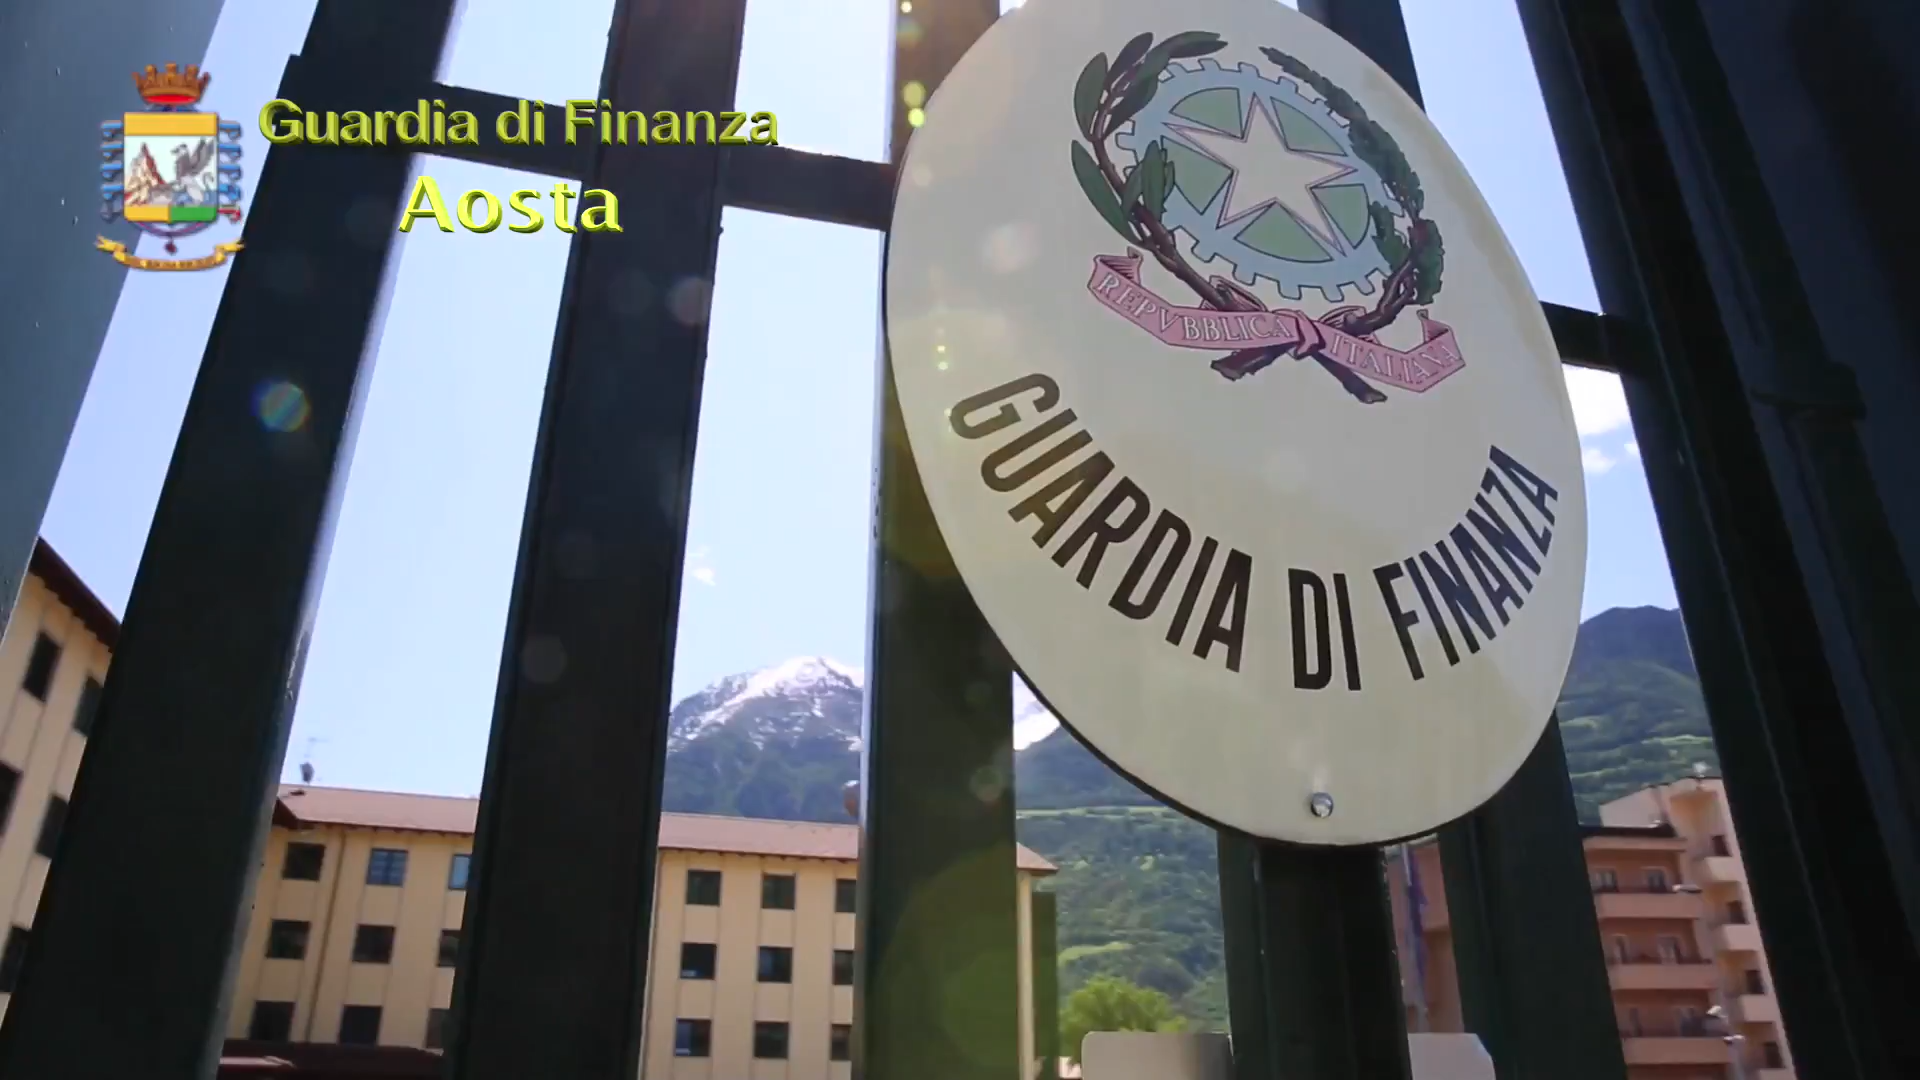 Guardia di Finanza
Aosta
REPVBBLICA ITALIANA
GUARDIA DI FINANZA